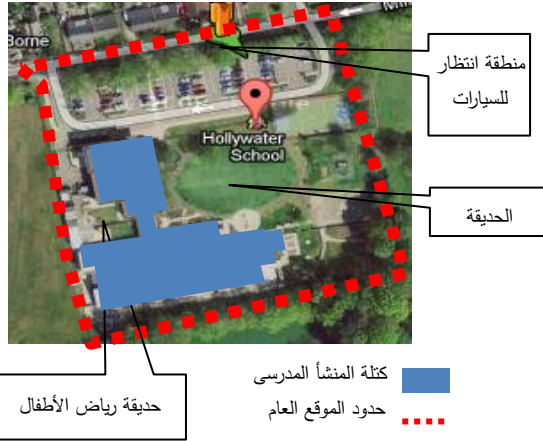 Borne
منطقة انتظار
للسيارات
Hollywater
School
الحديقة
حديقة رياض الأطفال
كتلة المنشأ المدرسى
حدود الموقع العام